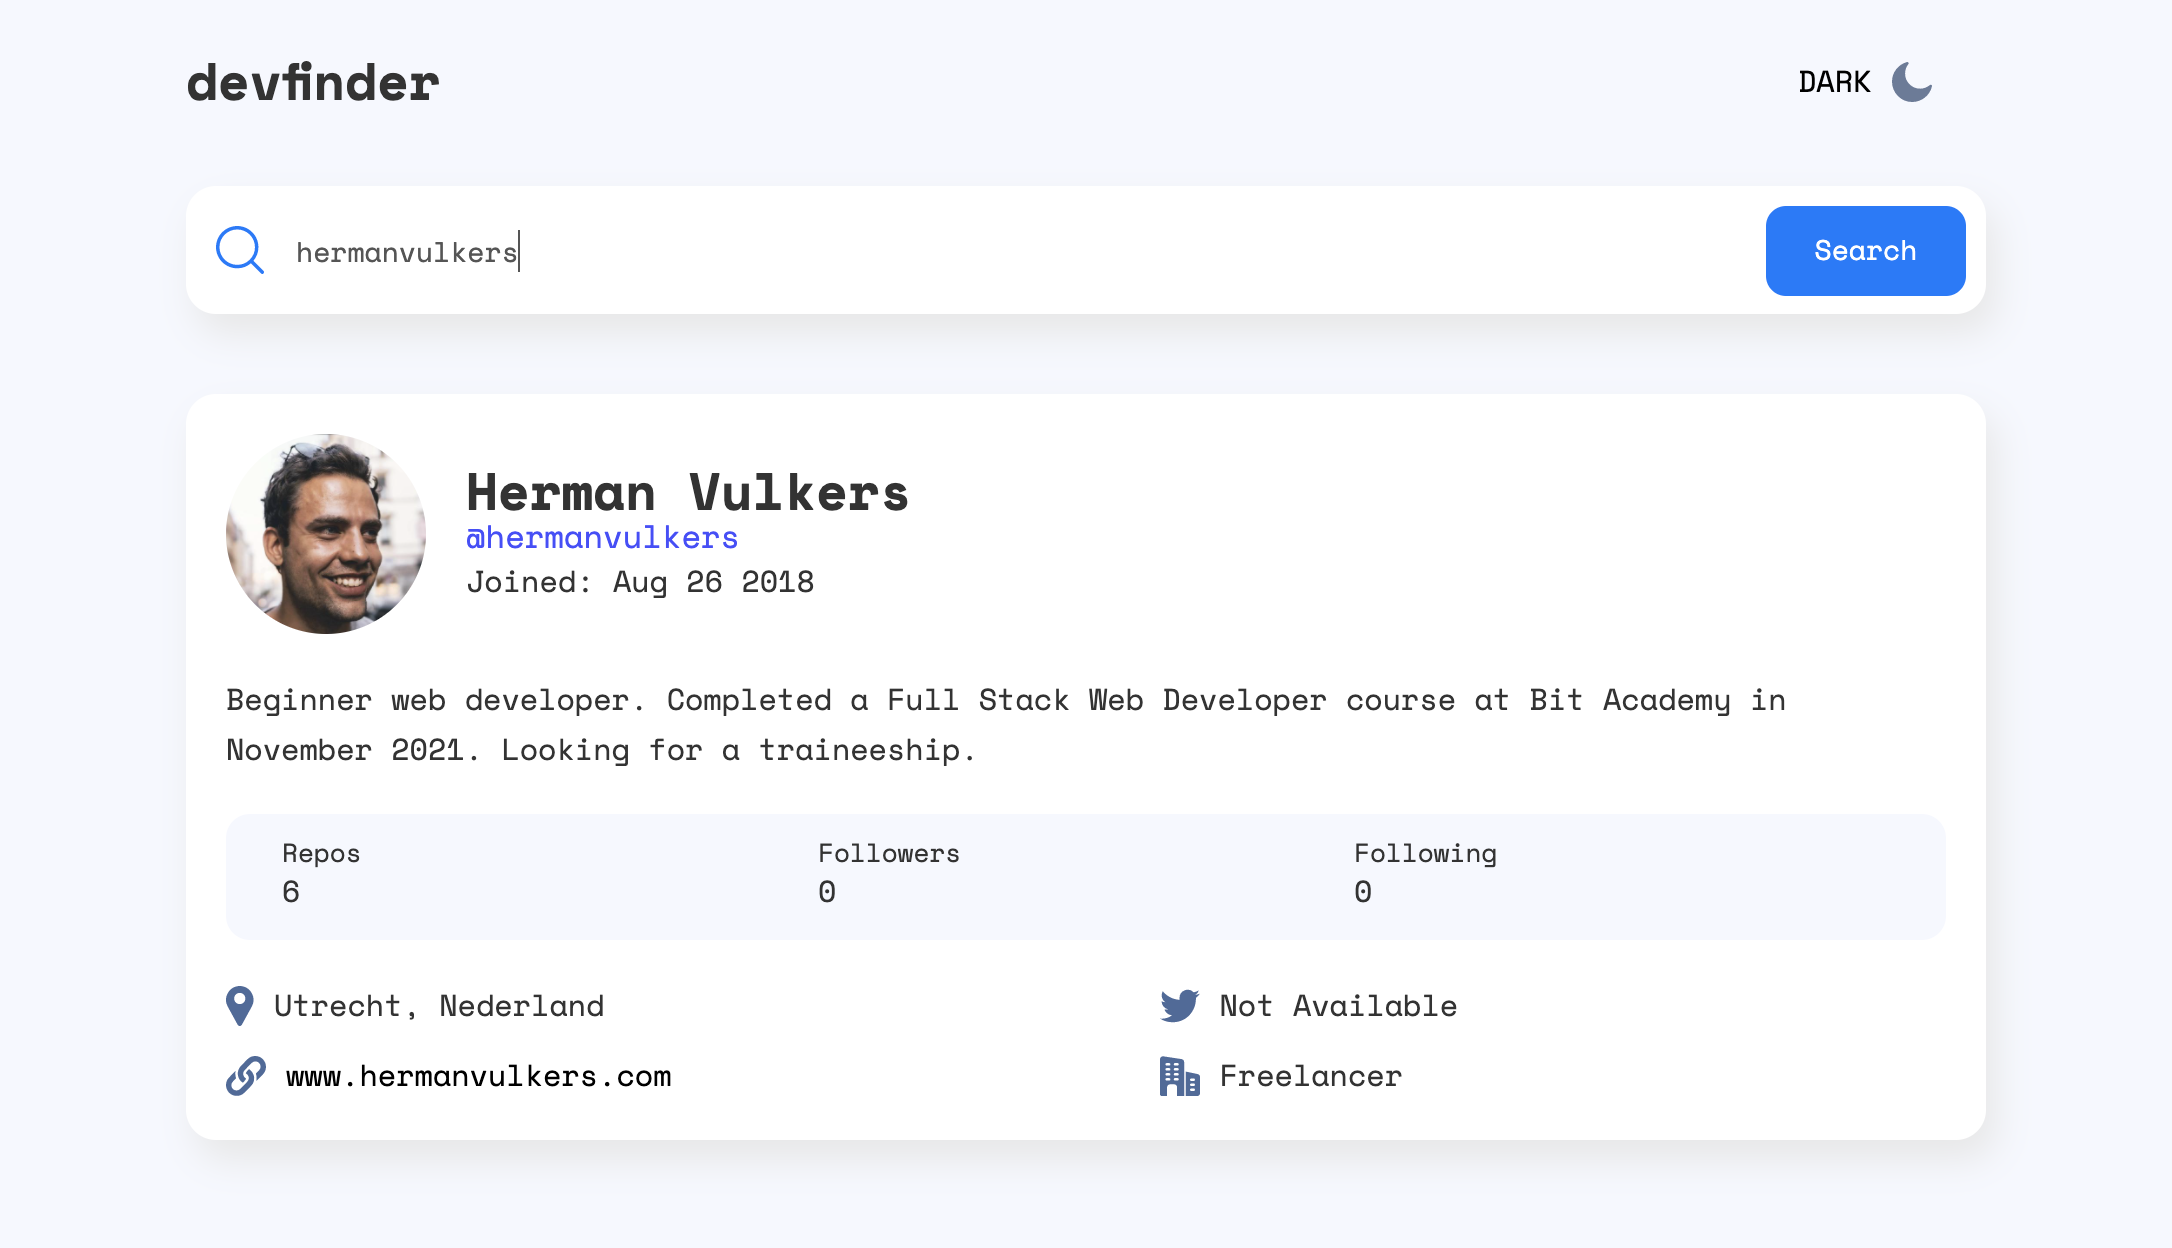 devfinder
DARK
hermanvulkers
Search
Herman Vulkers
@hermanvulkers
Joined: Aug 26 2018
Beginner web developer. Completed a Full Stack Web Developer course at Bit Academy in
November 2021. Looking for a traineeship.
Repos
Followers
Following
6
0
0
Utrecht, Nederland
Not Available
www.hermanvulkers.com
Freelancer